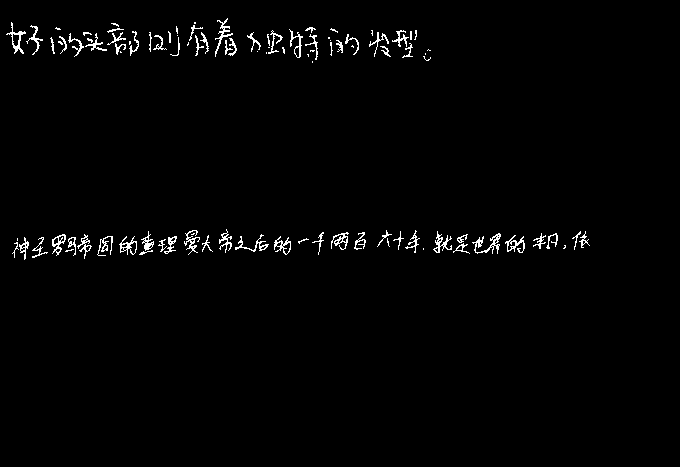 好的头部则有着独特的发型。
神圣罗马帝国的查理曼大帝之后的一千两百六十年，就是世界的末日，依